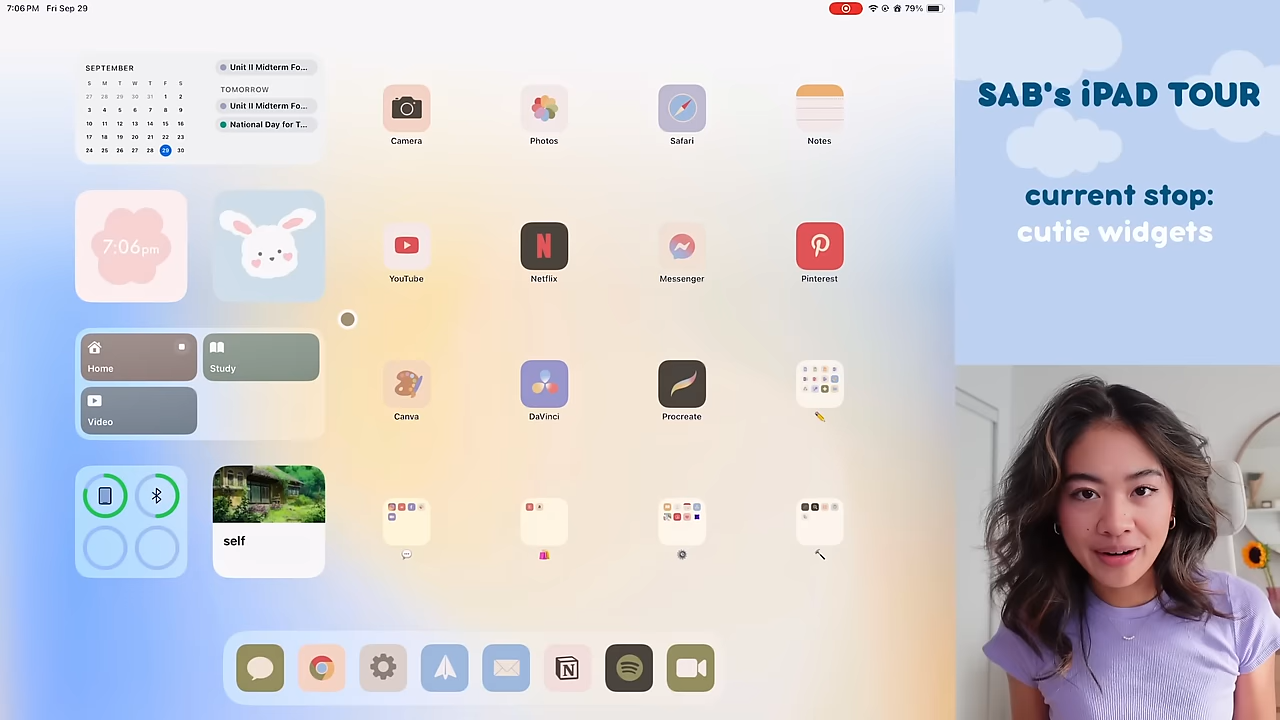 7:06 PM Fri Sep 29
79%
SEPTEMBER
S M T W T F S
27 28 29 30 31 1 2
3 4 5 6 7 8 9
10 11 12 13 14 15 16
17 18 19 20 21 22 23
24 25 26 27 28 29 30
Unit II Midterm Fo...
TOMORROW
Unit II Midterm Fo...
National Day for T...
7:06pm
Home
Study
Video
self
Camera
Photos
Safari
Notes
YouTube
Netflix
Messenger
Pinterest
Canva
DaVinci
Procreate
SAB's iPAD TOUR
current stop:
cutie widgets